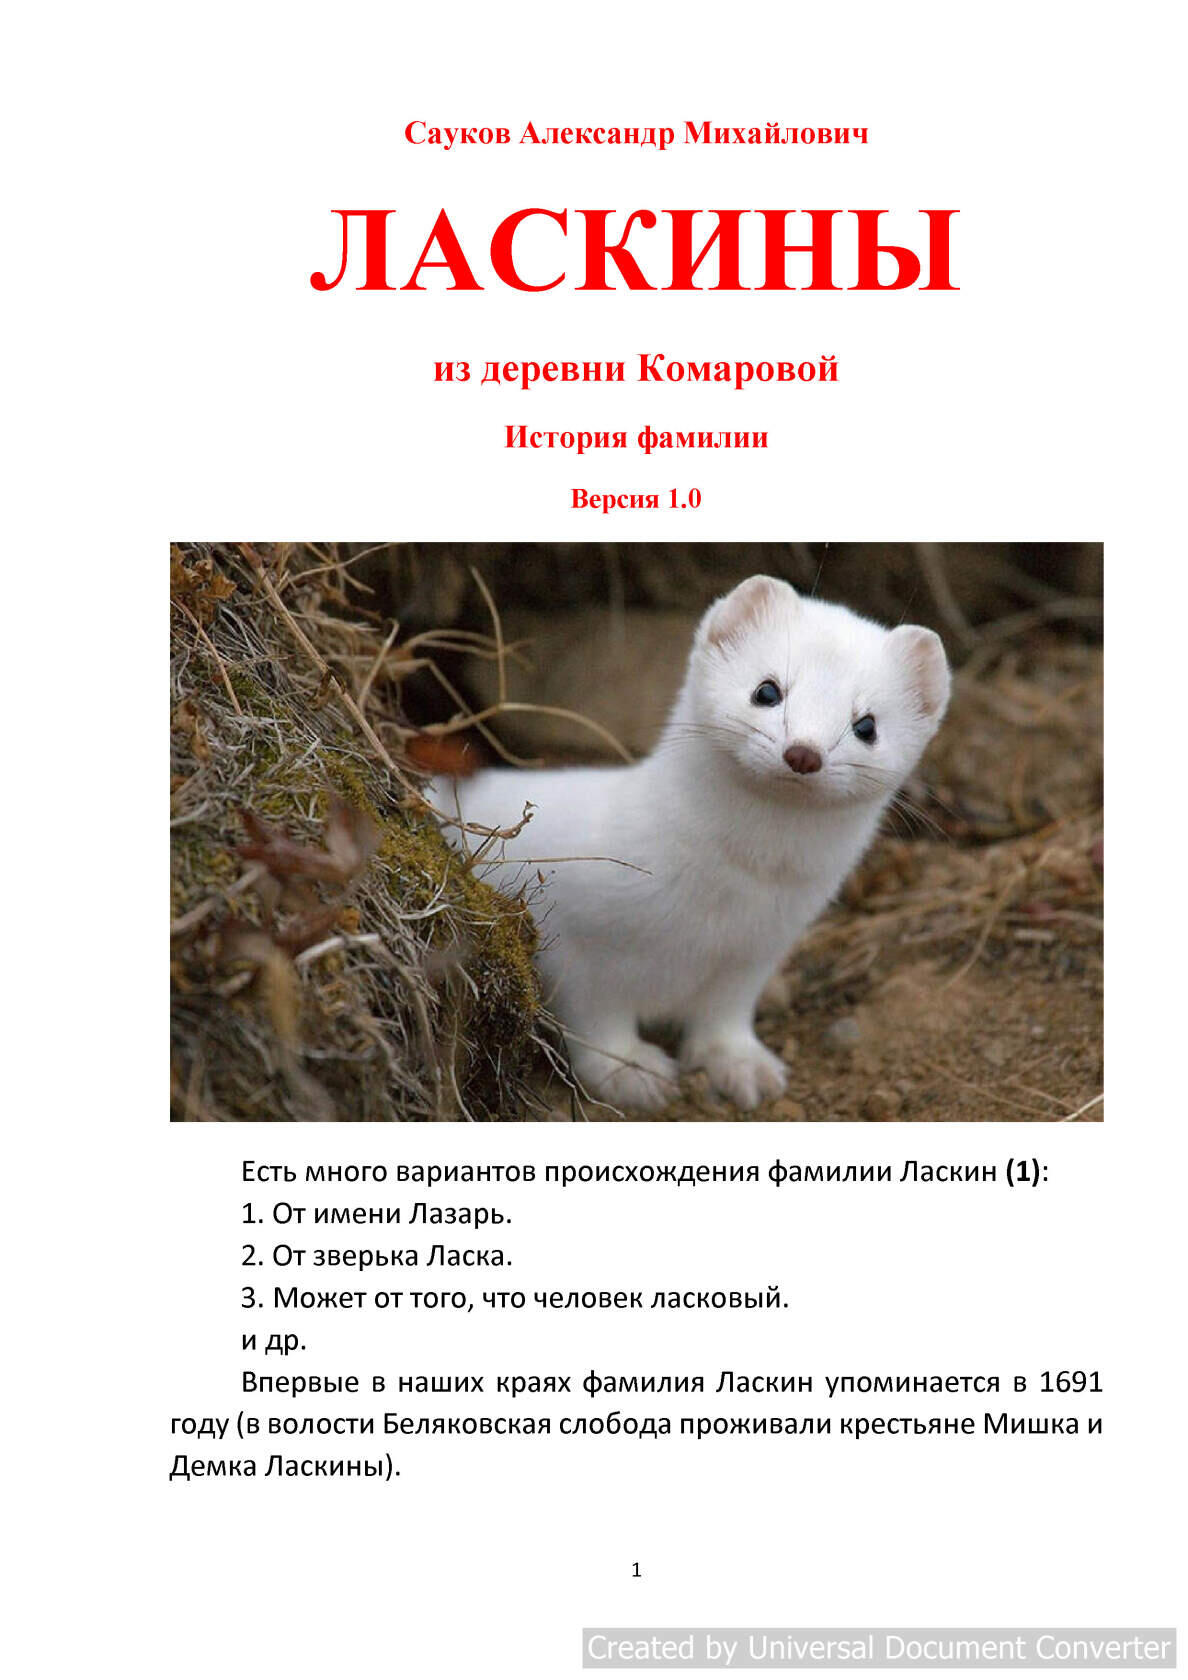 Сауков Александр Михайлович
ЛАСКИНЫ
из деревни Комаровой
История фамилии
Версия 1.0
Есть много вариантов происхождения фамилии Ласкин (1):
1. От имени Лазарь.
2. От зверька Ласка.
3. Может от того, что человек ласковый.
и др.
Впервые в наших краях фамилия Ласкин упоминается в 1691
году (в волости Беляковская слобода проживали крестьяне Мишка и
Демка Ласкины).
1
Created by Universal Document Converter